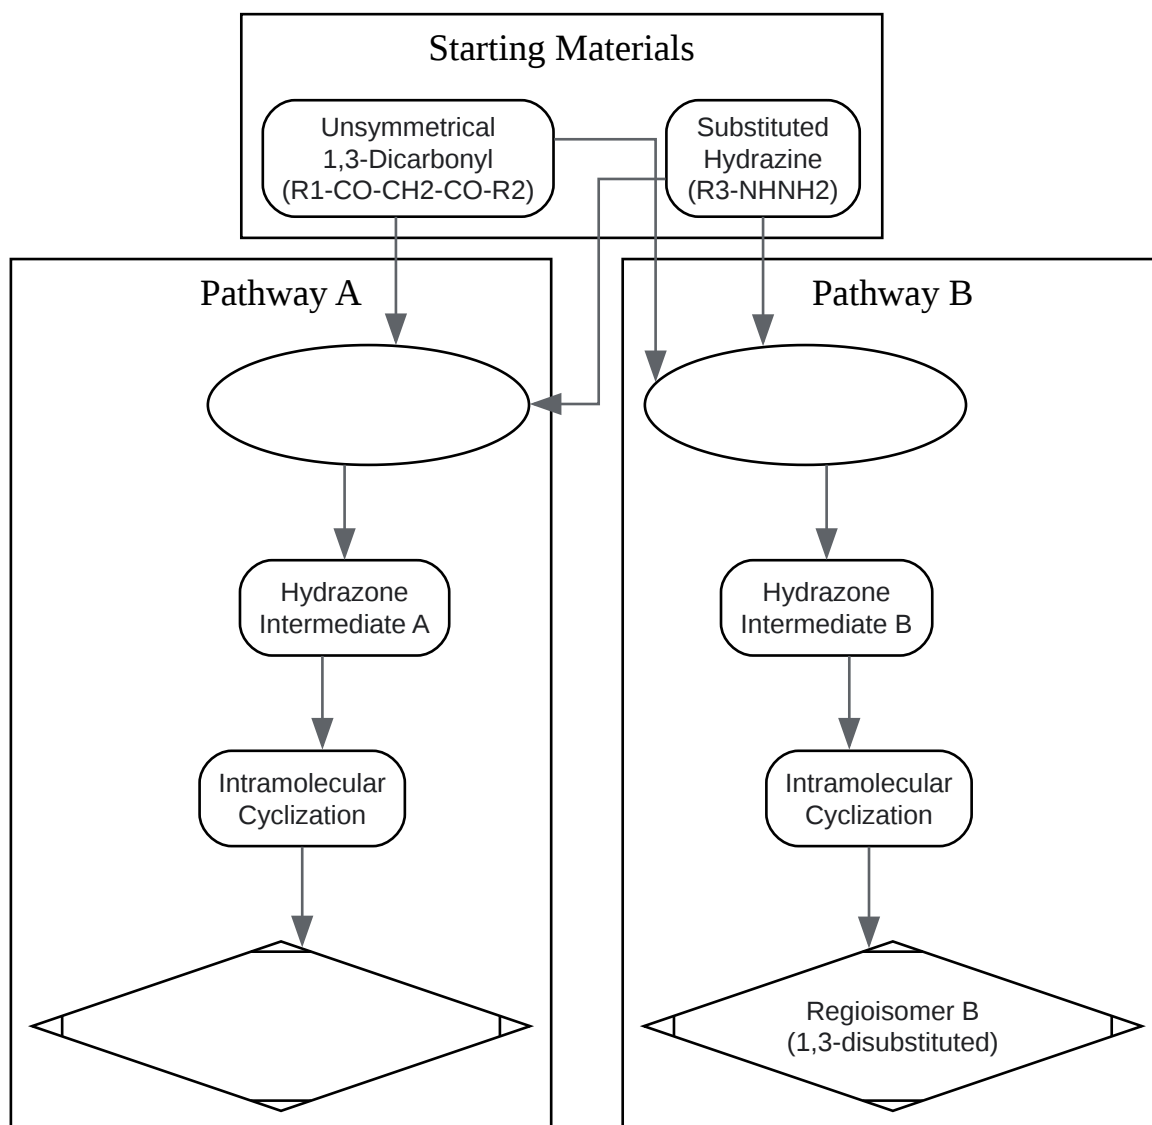 Starting Materials
Unsymmetrical
1,3-Dicarbonyl
(R1-CO-CH2-CO-R2)
Substituted
Hydrazine
(R3-NHNH2)
Pathway A
Pathway B
Hydrazone
Intermediate A
Hydrazone
Intermediate B
Intramolecular
Cyclization
Intramolecular
Cyclization
Regioisomer B
(1,3-disubstituted)